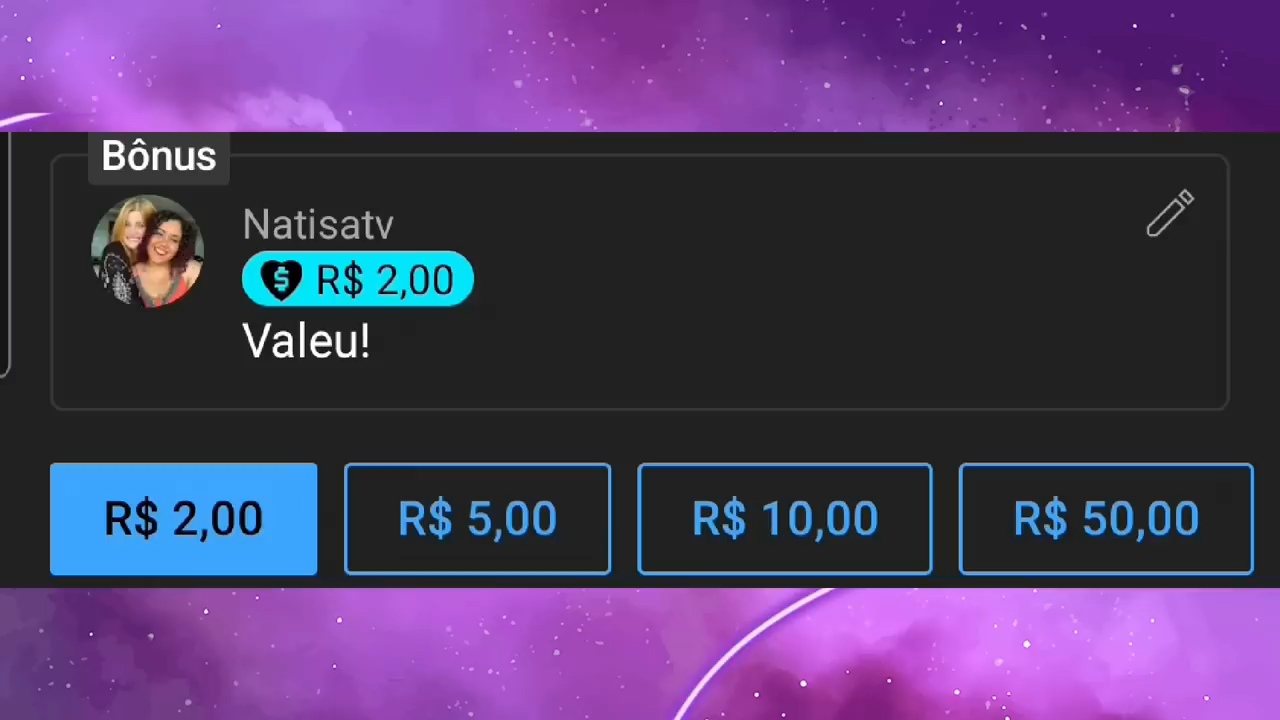 Bônus
Natisatv
R$ 2,00
Valeu!
R$ 2,00 R$ 5,00 R$ 10,00 R$ 50,00